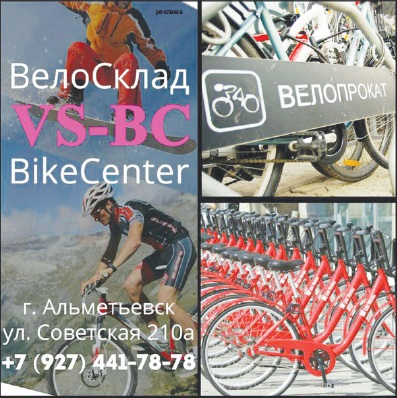 реклама
ВелоСклад
VS-BC
BikeCenter
г. Альметьевск
ул. Советская 210а
+7 (927) 441-78-78
ВЕЛОПРОКАТ